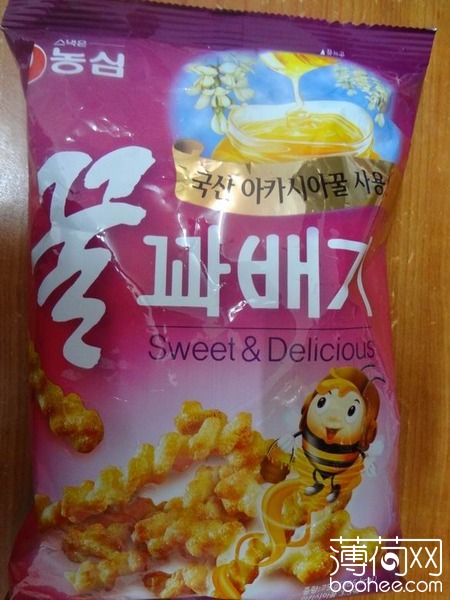 스낵은
농심
국산 아카시아꿀 사용
꿀
꽈배기
Sweet & Delicious
薄荷网
boohee.com